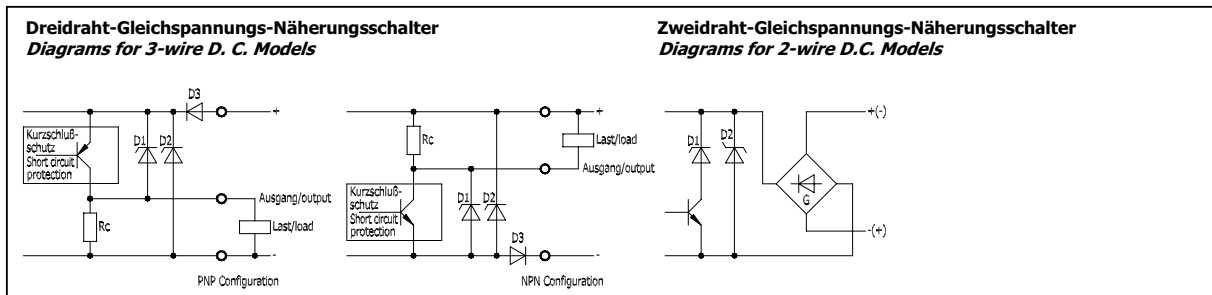 Dreidraht-Gleichspannungs-Näherungsschalter
Diagrams for 3-wire D. C. Models
D3
+
Kurzschluß-
schutz
Short circuit
protection
D1
D2
Ausgang/output
Rc
Last/load
-
PNP Configuration
+
Rc
Last/load
Ausgang/output
Kurzschluß-
schutz
Short circuit
protection
D1
D2
D3
-
NPN Configuration
Zweidraht-Gleichspannungs-Näherungsschalter
Diagrams for 2-wire D.C. Models
+(-)
D1
D2
G
-(+)